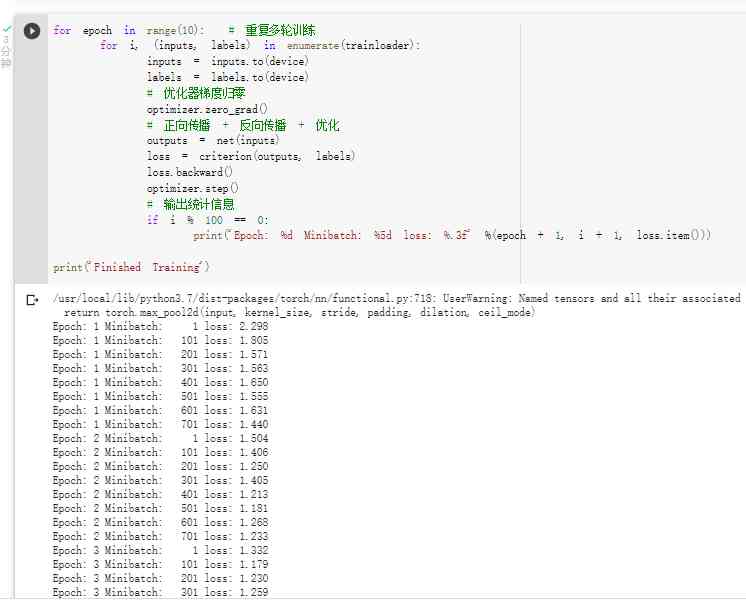 3
分
钟
for epoch in range(10): # 重复多轮训练
for i, (inputs, labels) in enumerate(trainloader):
inputs = inputs.to(device)
labels = labels.to(device)
# 优化器梯度归零
optimizer.zero_grad()
# 正向传播 + 反向传播 + 优化
outputs = net(inputs)
loss = criterion(outputs, labels)
loss.backward()
optimizer.step()
# 输出统计信息
if i % 100 == 0:
print("Epoch: %d Minibatch: %5d loss: %.3f" %(epoch + 1, i + 1, loss.item()))
print("Finished Training")
/usr/local/lib/python3.7/dist-packages/torch/nn/functional.py:718: UserWarning: Named tensors and all their associated
return torch.max_pool2d(input, kernel_size, stride, padding, dilation, ceil_mode)
Epoch: 1 Minibatch: 1 loss: 2.298
Epoch: 1 Minibatch: 101 loss: 1.805
Epoch: 1 Minibatch: 201 loss: 1.571
Epoch: 1 Minibatch: 301 loss: 1.563
Epoch: 1 Minibatch: 401 loss: 1.650
Epoch: 1 Minibatch: 501 loss: 1.555
Epoch: 1 Minibatch: 601 loss: 1.631
Epoch: 1 Minibatch: 701 loss: 1.440
Epoch: 2 Minibatch: 1 loss: 1.504
Epoch: 2 Minibatch: 101 loss: 1.406
Epoch: 2 Minibatch: 201 loss: 1.250
Epoch: 2 Minibatch: 301 loss: 1.405
Epoch: 2 Minibatch: 401 loss: 1.213
Epoch: 2 Minibatch: 501 loss: 1.181
Epoch: 2 Minibatch: 601 loss: 1.268
Epoch: 2 Minibatch: 701 loss: 1.233
Epoch: 3 Minibatch: 1 loss: 1.332
Epoch: 3 Minibatch: 101 loss: 1.179
Epoch: 3 Minibatch: 201 loss: 1.230
Epoch: 3 Minibatch: 301 loss: 1.259